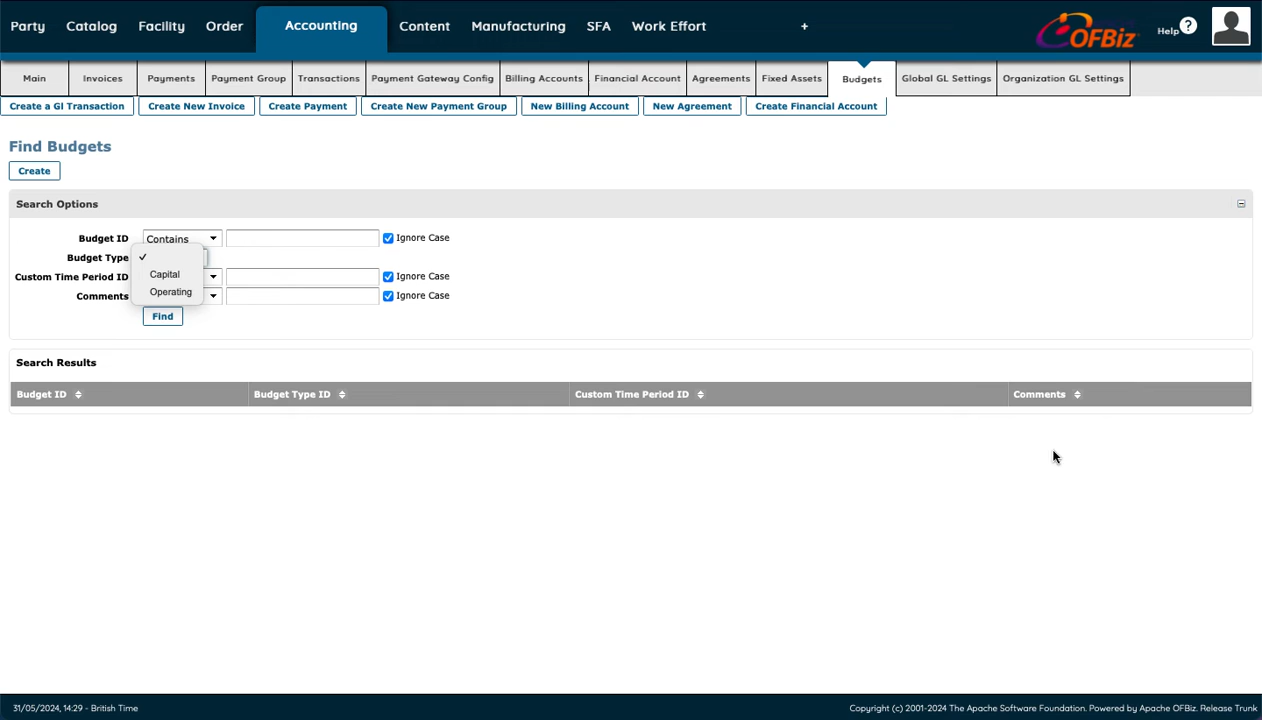 Party Catalog Facility Order Accounting Content Manufacturing SFA Work Effort + OFBiz Help ?
Main Invoices Payments Payment Group Transactions Payment Gateway Config Billing Accounts Financial Account Agreements Fixed Assets Budgets Global GL Settings Organization GL Settings
Create a Gl Transaction Create New Invoice Create Payment Create New Payment Group New Billing Account New Agreement Create Financial Account
Find Budgets
Create
Search Options
Budget ID Contains Ignore Case
Budget Type
Capital
Custom Time Period ID Ignore Case
Operating
Comments Ignore Case
Find
Search Results
Budget ID Budget Type ID Custom Time Period ID Comments
31/05/2024, 14:29 - British Time Copyright (c) 2001-2024 The Apache Software Foundation. Powered by Apache OFBiz. Release Trunk